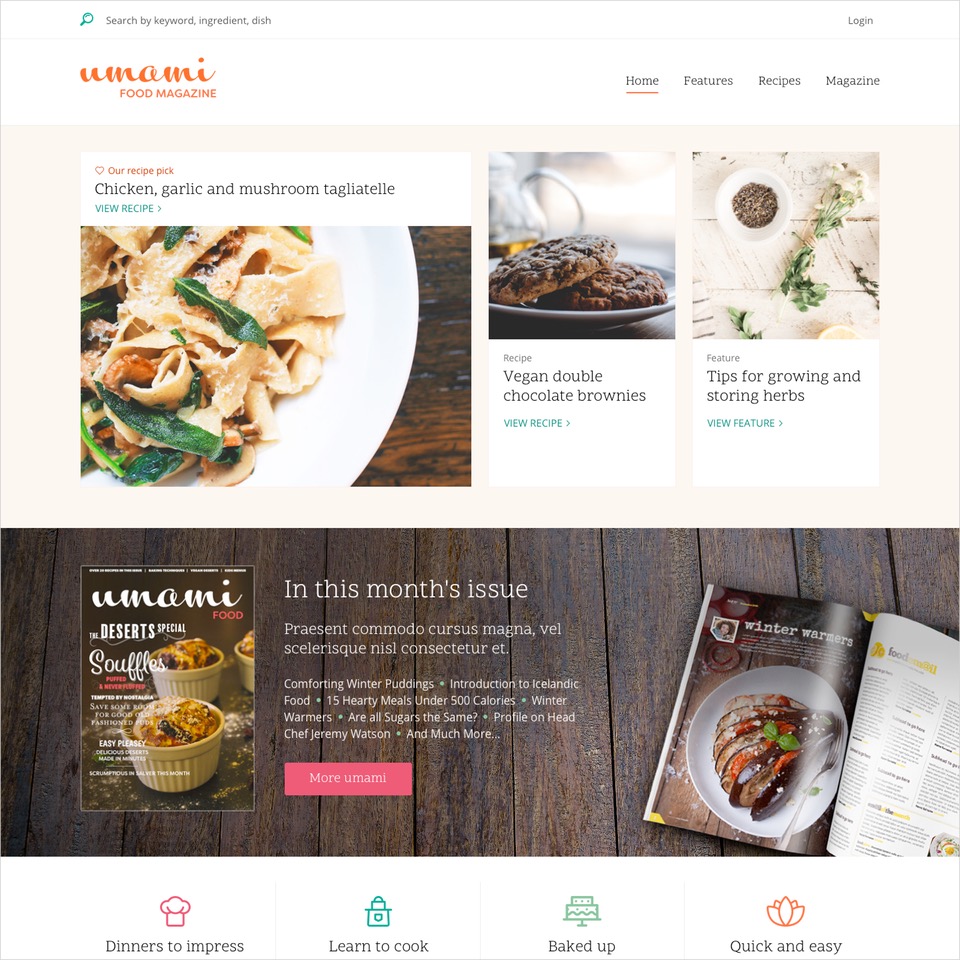 Search by keyword, ingredient, dish
Login
umami
FOOD MAGAZINE
Home
Features
Recipes
Magazine
Our recipe pick
Chicken, garlic and mushroom tagliatelle
VIEW RECIPE >
Recipe
Vegan double
chocolate brownies
VIEW RECIPE >
Feature
Tips for growing and
storing herbs
VIEW FEATURE >
umami
FOOD
THE DESERTS SPECIAL
Souffles
PUFFED
& NEVER FLOPPED
TEMPTED BY NOSTALGIA
SAVE SOME ROOM
FOR GOOD OLD
FASHIONED PUDS
EASY PLEASEY
DELICIOUS DESERTS
MADE IN MINUTES
SCRUMPTIOUS IN
THIS MONTH
In this month's issue
Praesent commodo cursus magna, vel
scelerisque nisl consectetur et.
Comforting Winter Puddings • Introduction to Icelandic
Food • 15 Hearty Meals Under 500 Calories • Winter
Warmers • Are all Sugars the Same? • Profile on Head
Chef Jeremy Watson • And Much More...
More umami
winter warmers
food
Dinners to impress
Learn to cook
Baked up
Quick and easy